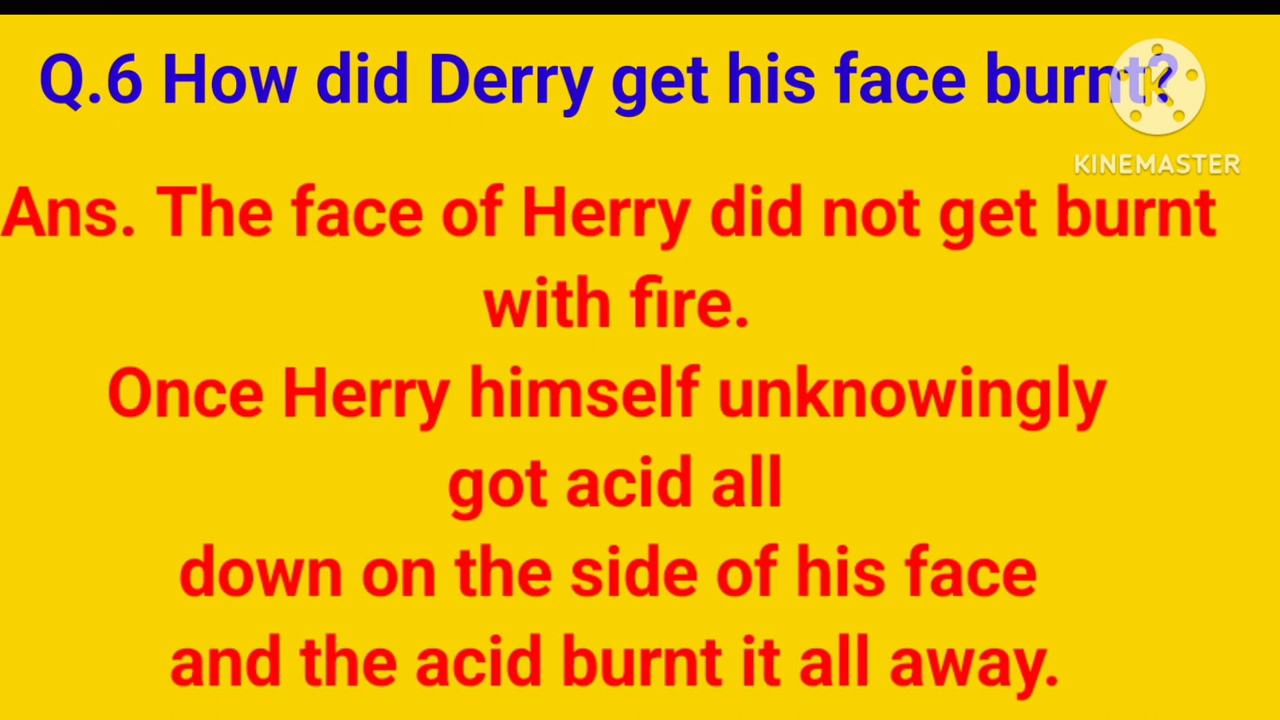 Q.6 How did Derry get his face burnt?
KINEMASTER
Ans. The face of Herry did not get burnt
with fire.
Once Herry himself unknowingly
got acid all
down on the side of his face
and the acid burnt it all away.